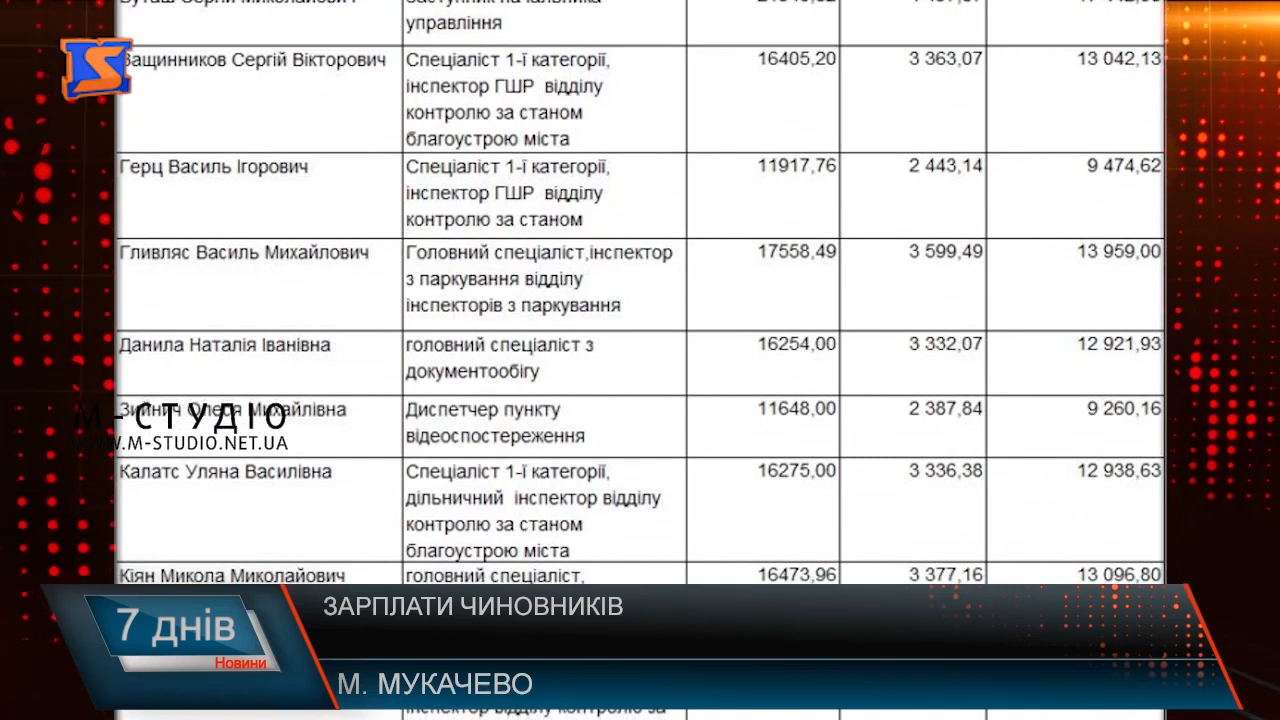 управління
Ващинников Сергій Вікторович Спеціаліст 1-ї категорії, 16405,20 3 363,07 13 042,13
інспектор ГШР відділу
контролю за станом
благоустрою міста
Герц Василь Ігорович Спеціаліст 1-ї категорії, 11917,76 2 443,14 9 474,62
інспектор ГШР відділу
контролю за станом
Гливляс Василь Михайлович Головний спеціаліст,інспектор 17558,49 3 599,49 13 959,00
з паркування відділу
інспекторів з паркування
Данила Наталія Іванівна головний спеціаліст з 16254,00 3 332,07 12 921,93
документообігу
Зийнич Олеся Михайлівна Диспетчер пункту 11648,00 2 387,84 9 260,16
відеоспостереження
М-СТУДІО
WWW.M-STUDIO.NET.UA
Калатс Уляна Василівна Спеціаліст 1-ї категорії, 16275,00 3 336,38 12 938,63
дільничний інспектор відділу
контролю за станом
благоустрою міста
Кіян Микола Миколайович головний спеціаліст, 16473,96 3 377,16 13 096,80
7 днів
Новини
ЗАРПЛАТИ ЧИНОВНИКІВ
М. МУКАЧЕВО